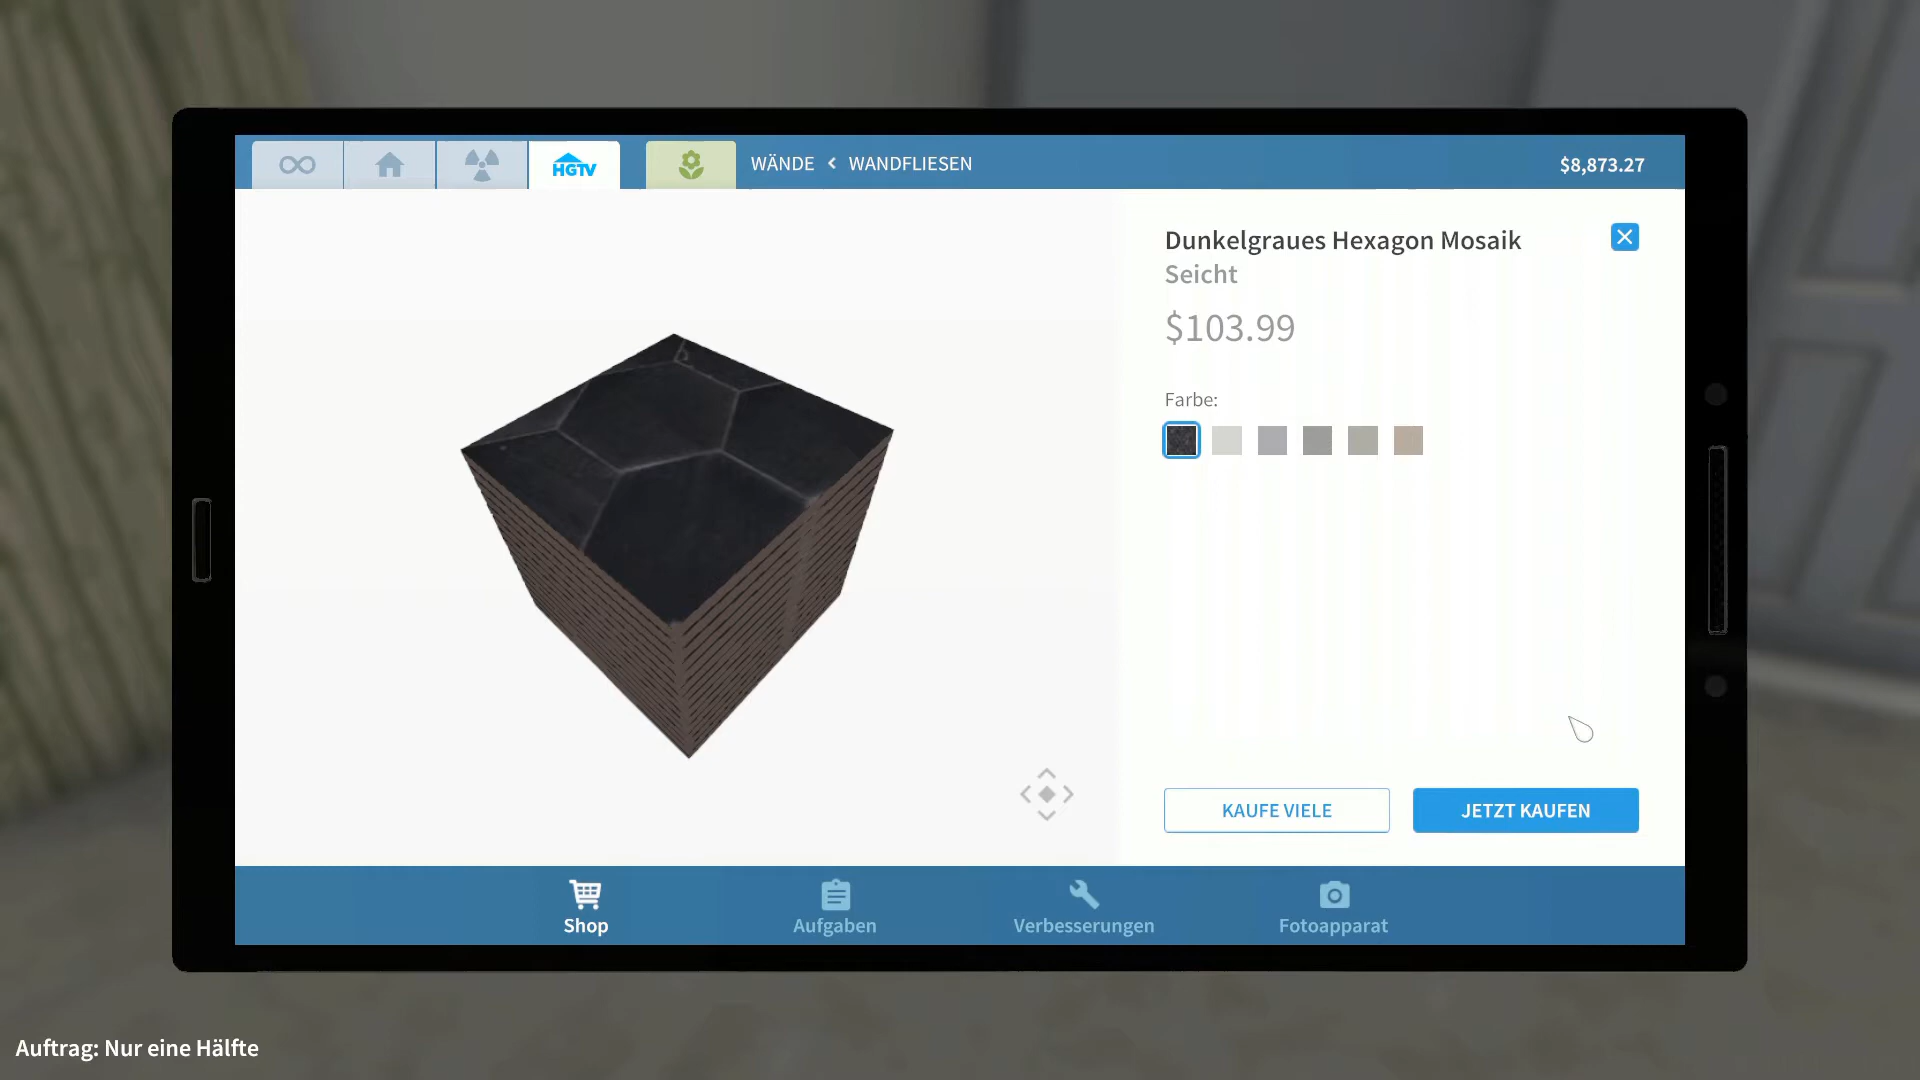 HGTV
WÄNDE < WANDFLIESEN
$8,873.27
Dunkelgraues Hexagon Mosaik
Seicht
$103.99
Farbe:
KAUFE VIELE
JETZT KAUFEN
Shop
Aufgaben
Verbesserungen
Fotoapparat
Auftrag: Nur eine Hälfte